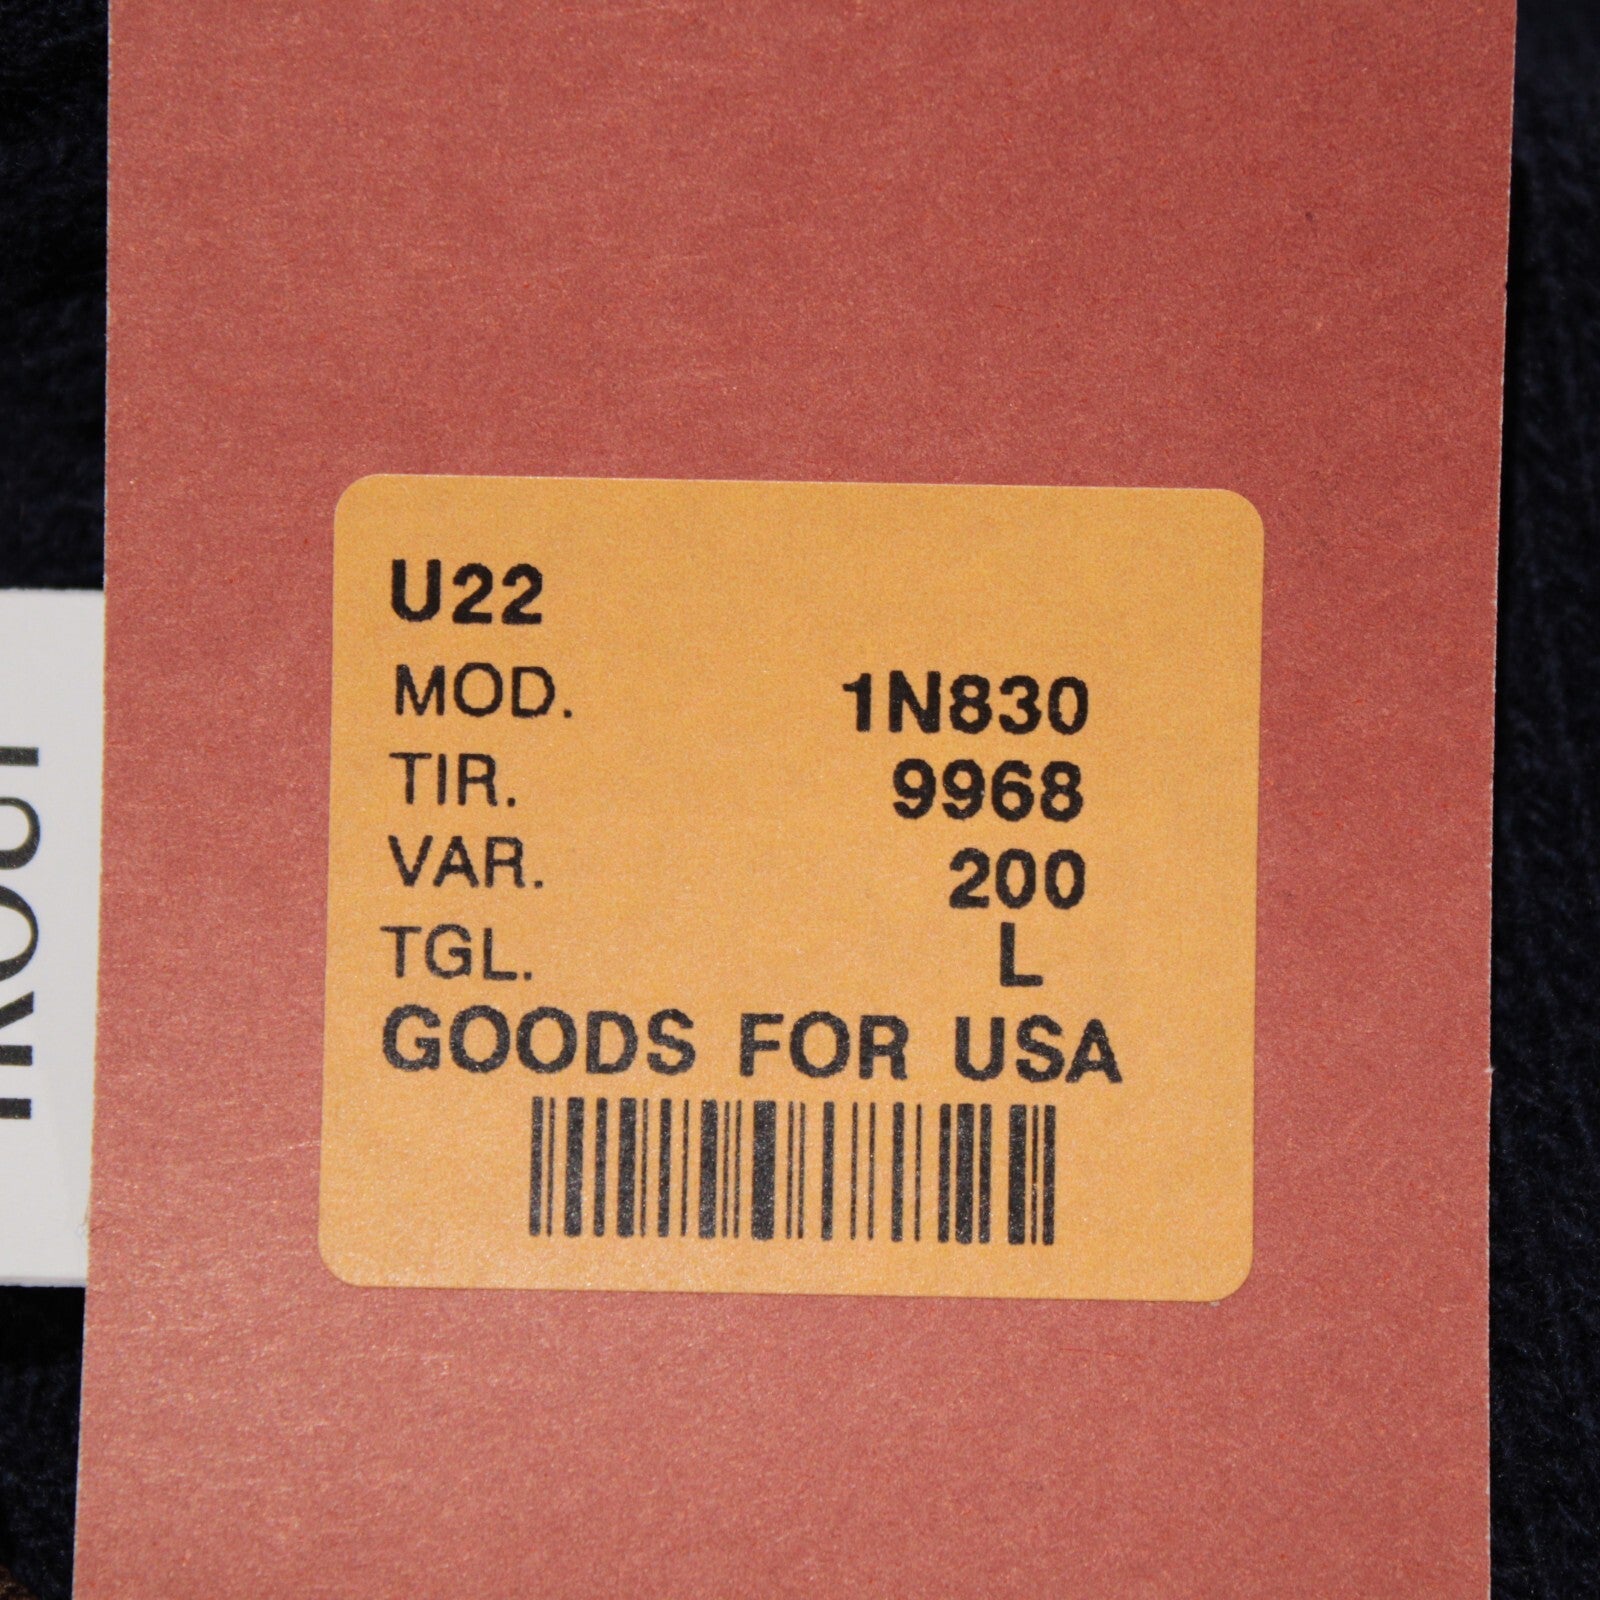 U22
MOD. 1N830
TIR. 9968
VAR. 200
TGL. L
GOODS FOR USA